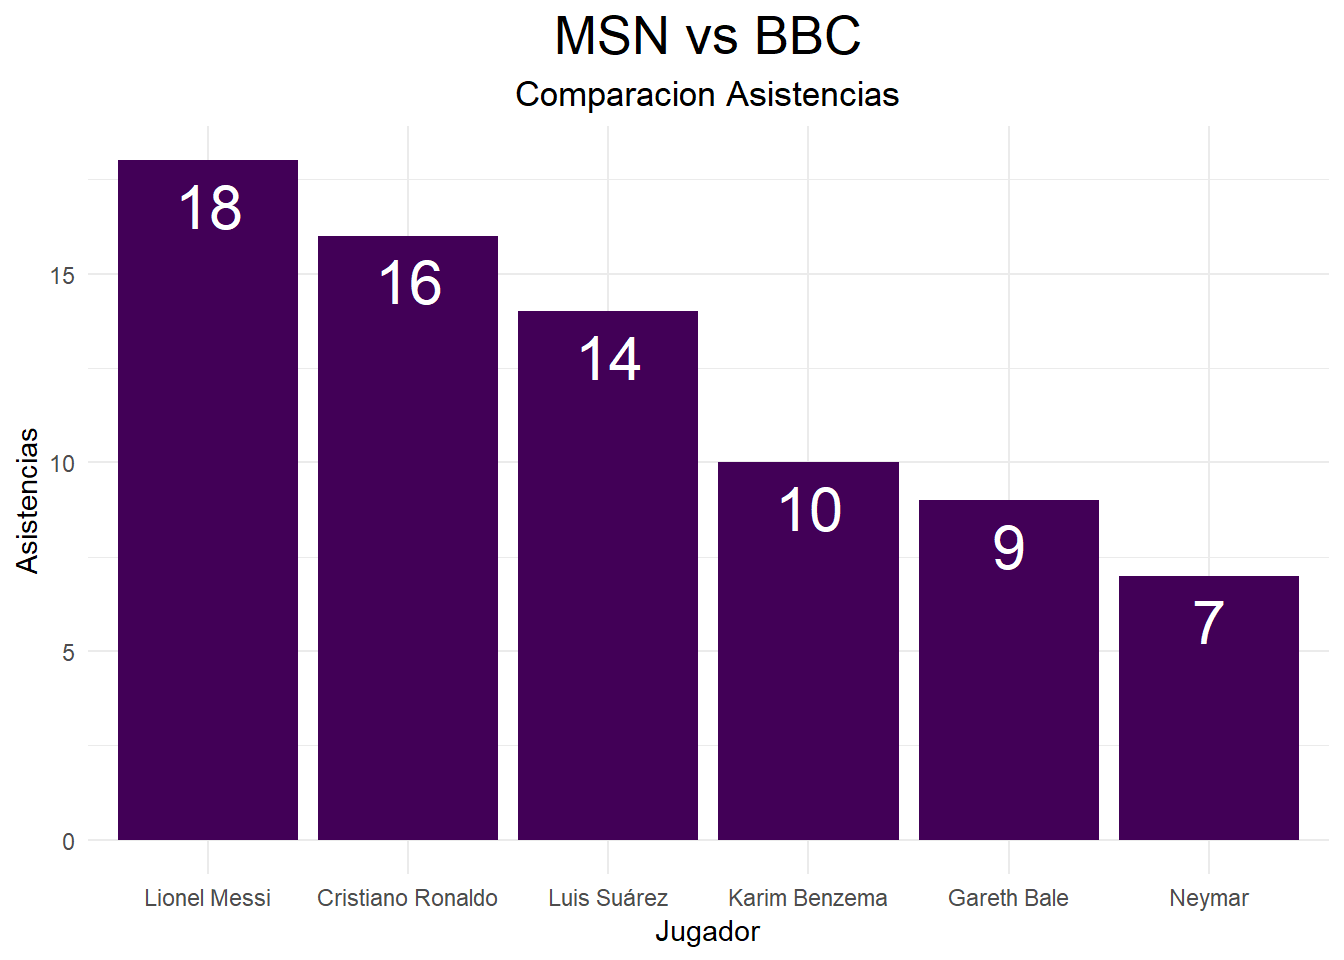 MSN vs BBC
Comparacion Asistencias
18
16
14
10
9
7
Asistencias
15
10
5
0
Lionel Messi
Cristiano Ronaldo
Luis Suárez
Karim Benzema
Gareth Bale
Neymar
Jugador